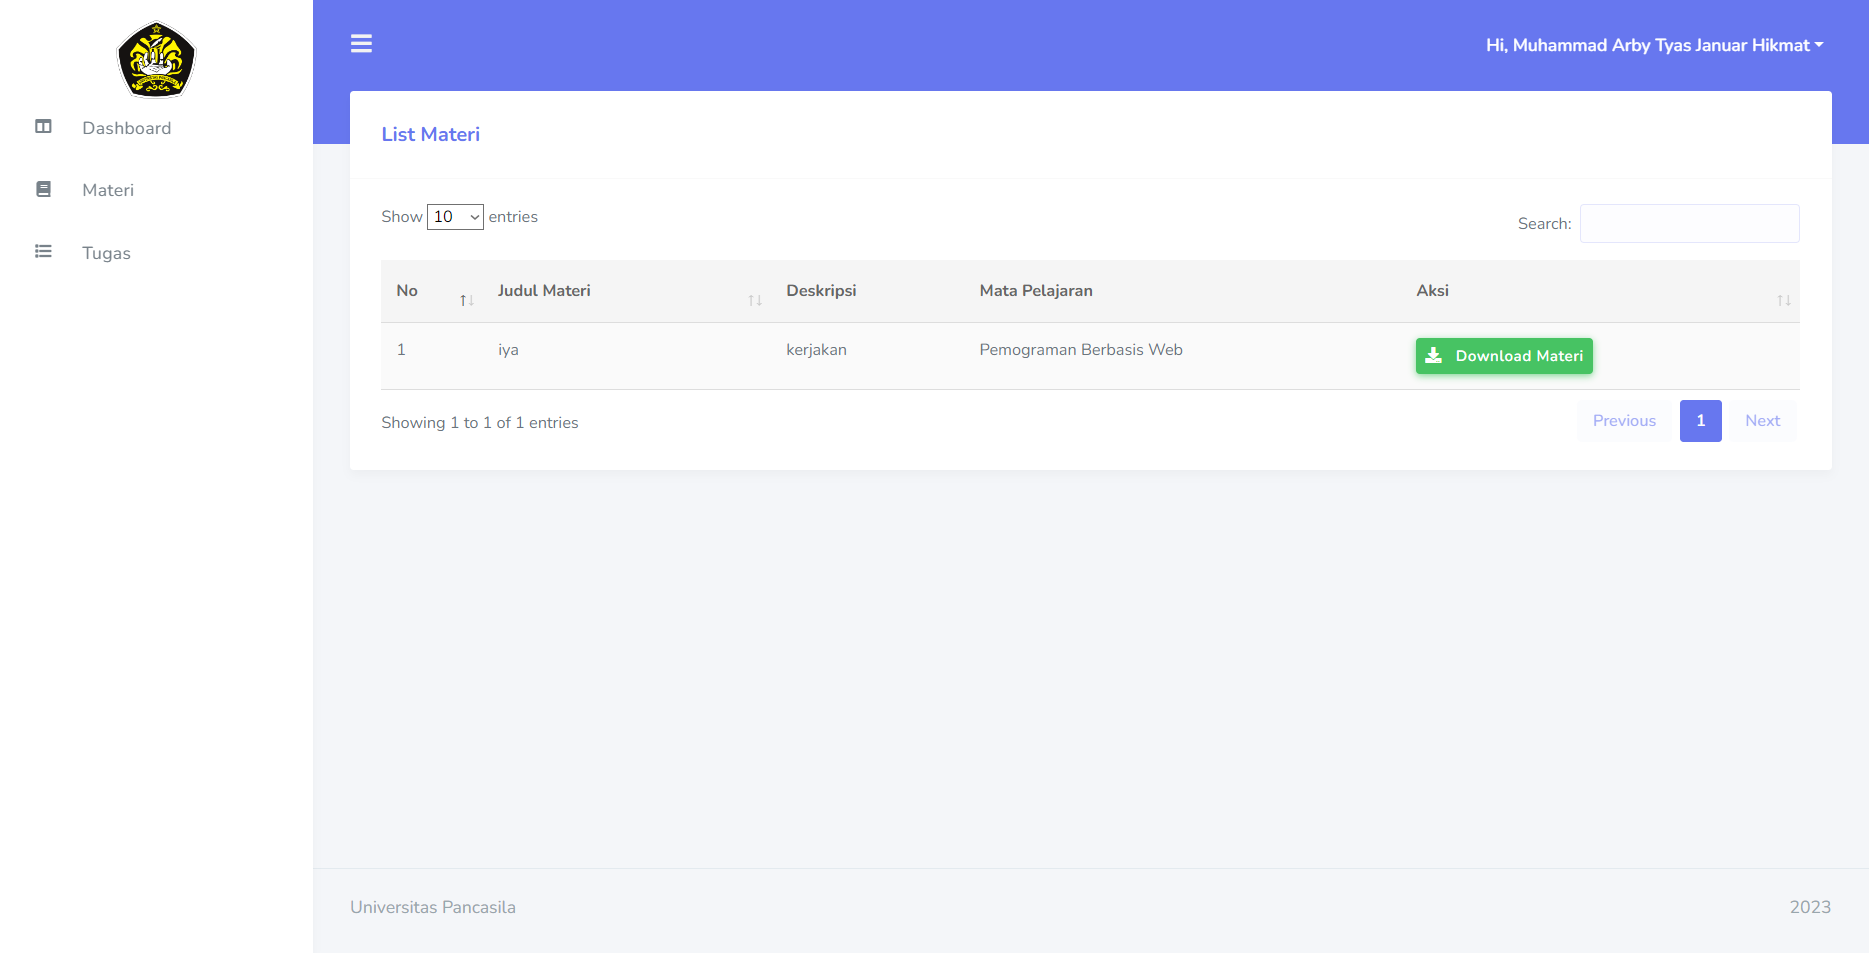 Hi, Muhammad Arby Tyas Januar Hikmat
Dashboard
Materi
Tugas
List Materi
Show 10 entries
Search:
No Judul Materi Deskripsi Mata Pelajaran Aksi
1 iya kerjakan Pemograman Berbasis Web Download Materi
Showing 1 to 1 of 1 entries
Previous 1 Next
Universitas Pancasila
2023